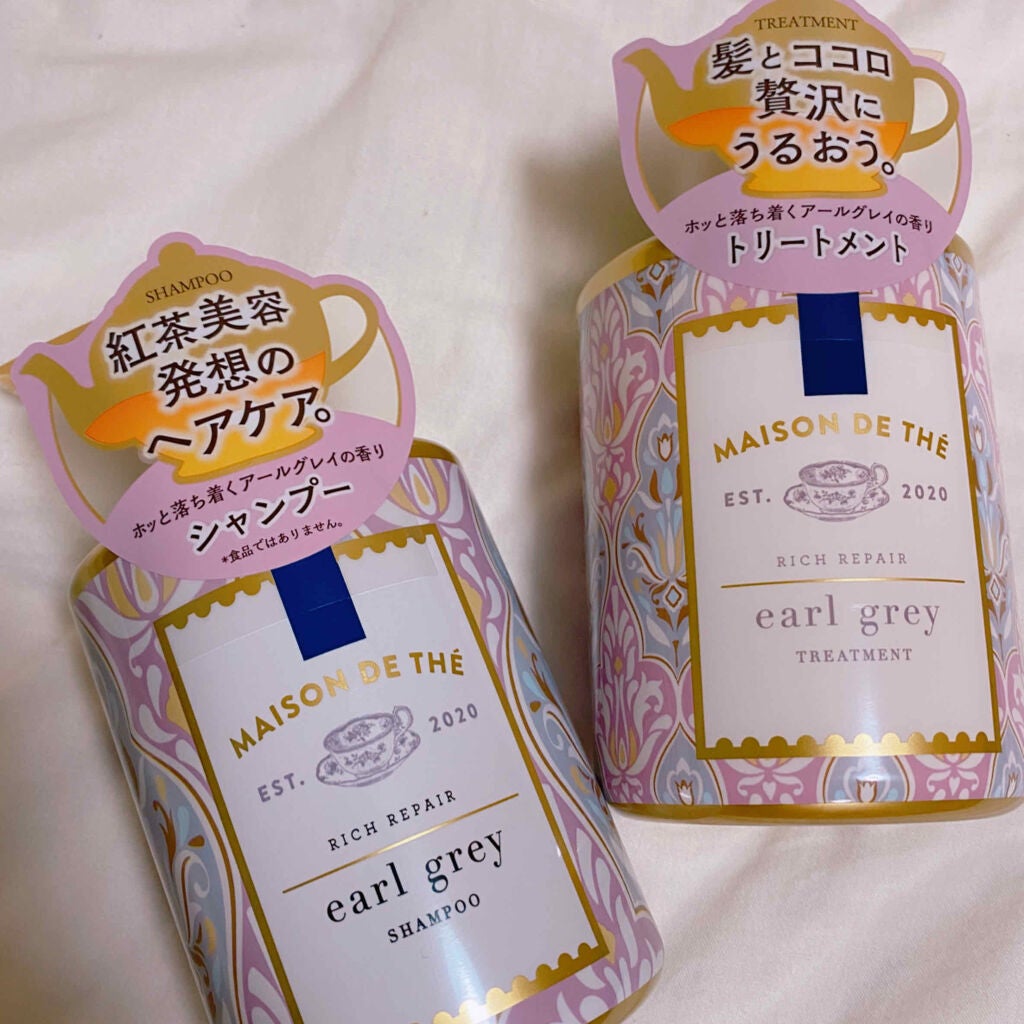 SHAMPOO
紅茶美容
発想の
ヘアケア。
ホッと落ち着くアールグレイの香り
シャンプー
*食品ではありません。
MAISON DE THÉ
EST. 2020
RICH REPAIR
earl grey
SHAMPOO
TREATMENT
髪とココロ
贅沢に
うるおう。
ホッと落ち着くアールグレイの香り
トリートメント
MAISON DE THÉ
EST. 2020
RICH REPAIR
earl grey
TREATMENT